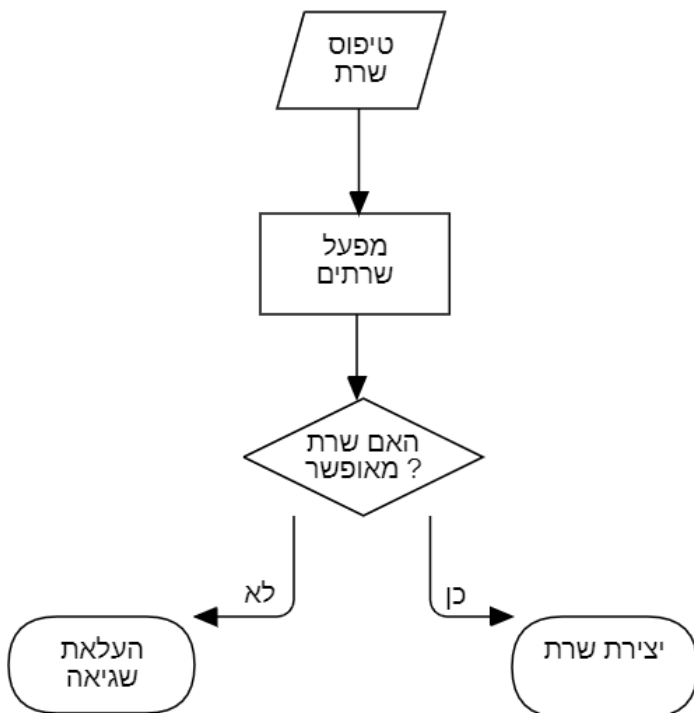 טיפוס
שרת
מפעל
שרתים
האם שרת
מאופשר ?
לא
כן
העלאת
שגיאה
יצירת שרת